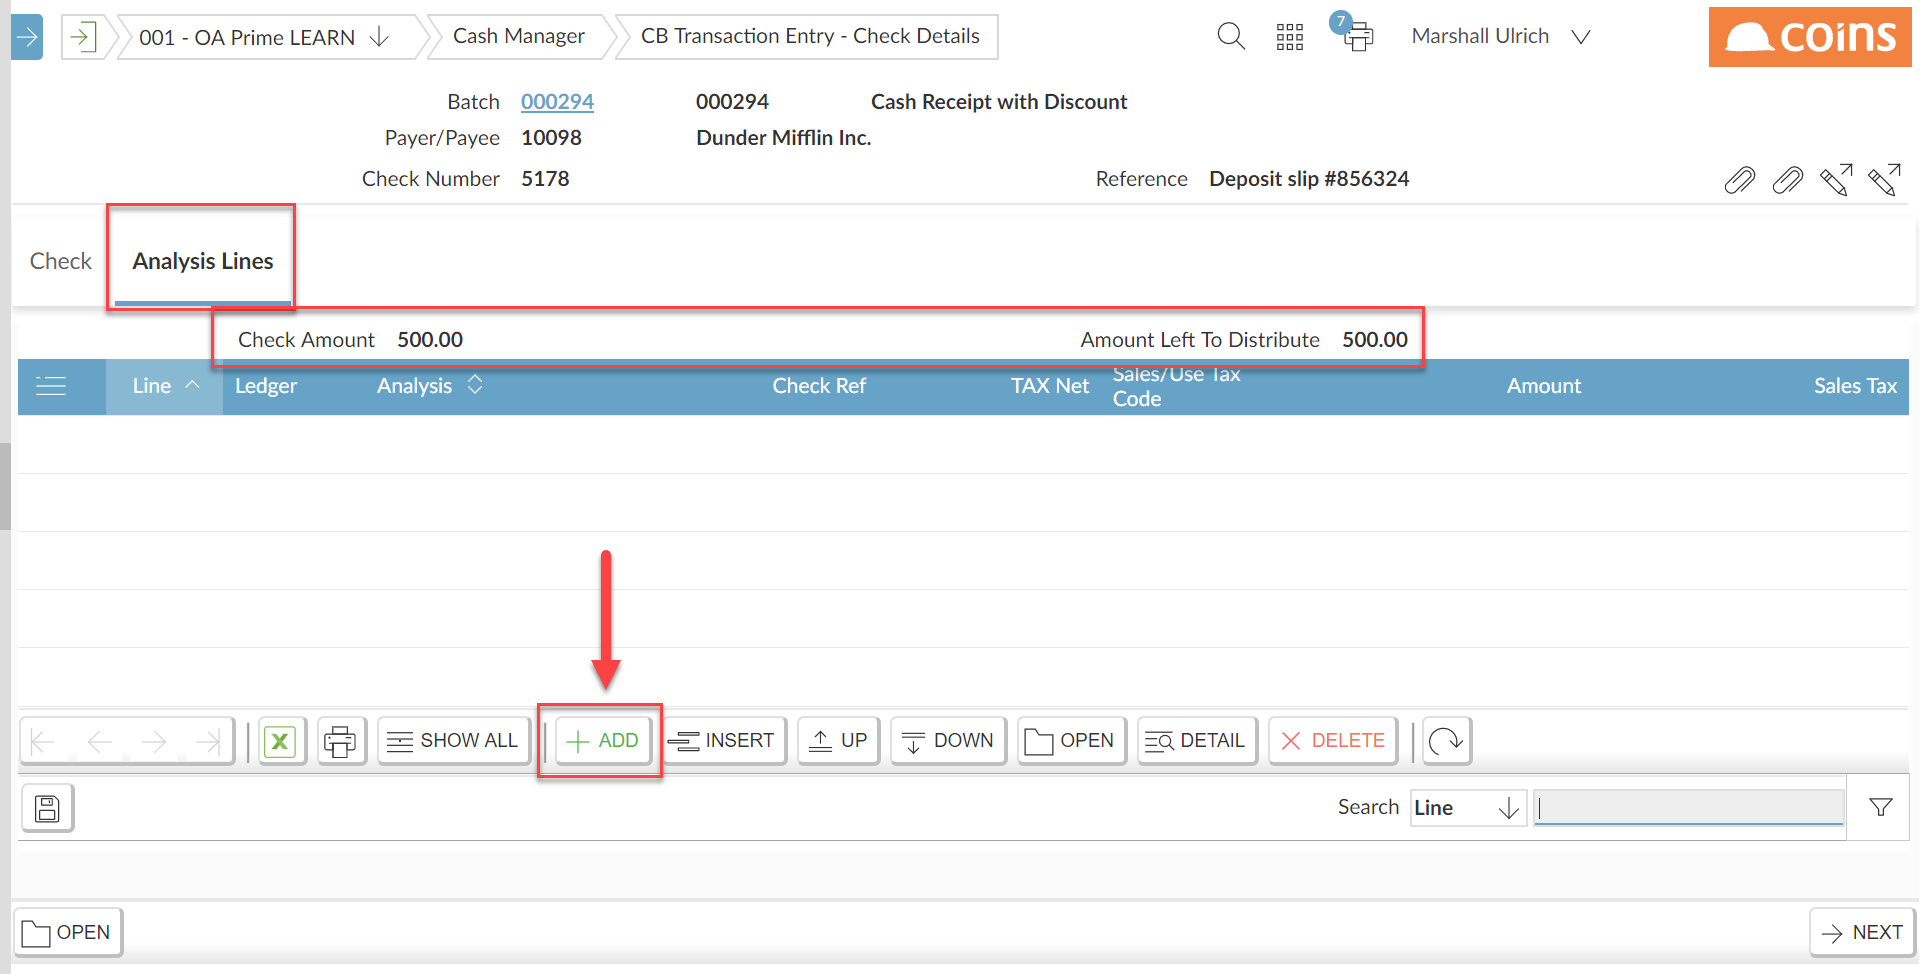 001 - OA Prime LEARN
Cash Manager
CB Transaction Entry - Check Details
7
Marshall Ulrich
coins
Batch 000294 000294 Cash Receipt with Discount
Payer/Payee 10098 Dunder Mifflin Inc.
Check Number 5178 Reference Deposit slip #856324
Check Analysis Lines
Check Amount 500.00 Amount Left To Distribute 500.00
Line Ledger Analysis Check Ref TAX Net Sales/Use Tax Code Amount Sales Tax
X SHOW ALL ADD INSERT UP DOWN OPEN DETAIL DELETE
Search Line
OPEN NEXT